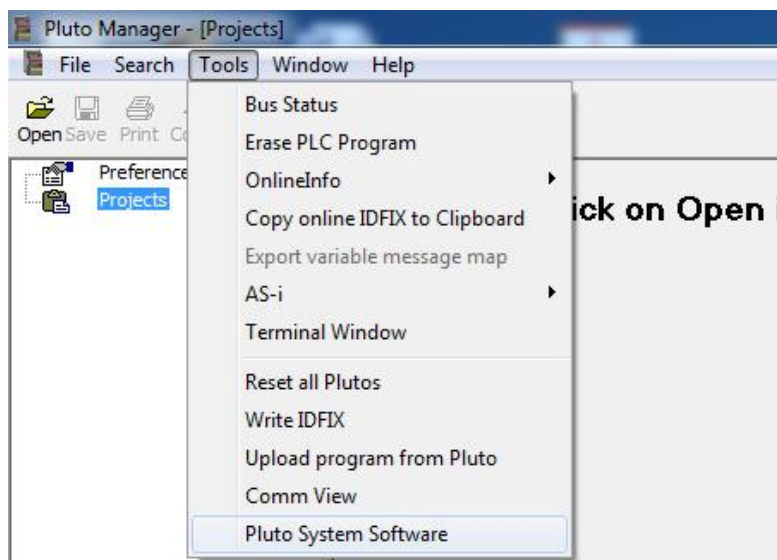 Pluto Manager - [Projects]
File Search Tools Window Help
Open Save Print
Preference
Projects
ick on Open
Bus Status
Erase PLC Program
OnlineInfo
Copy online IDFIX to Clipboard
Export variable message map
AS-i
Terminal Window
Reset all Plutos
Write IDFIX
Upload program from Pluto
Comm View
Pluto System Software